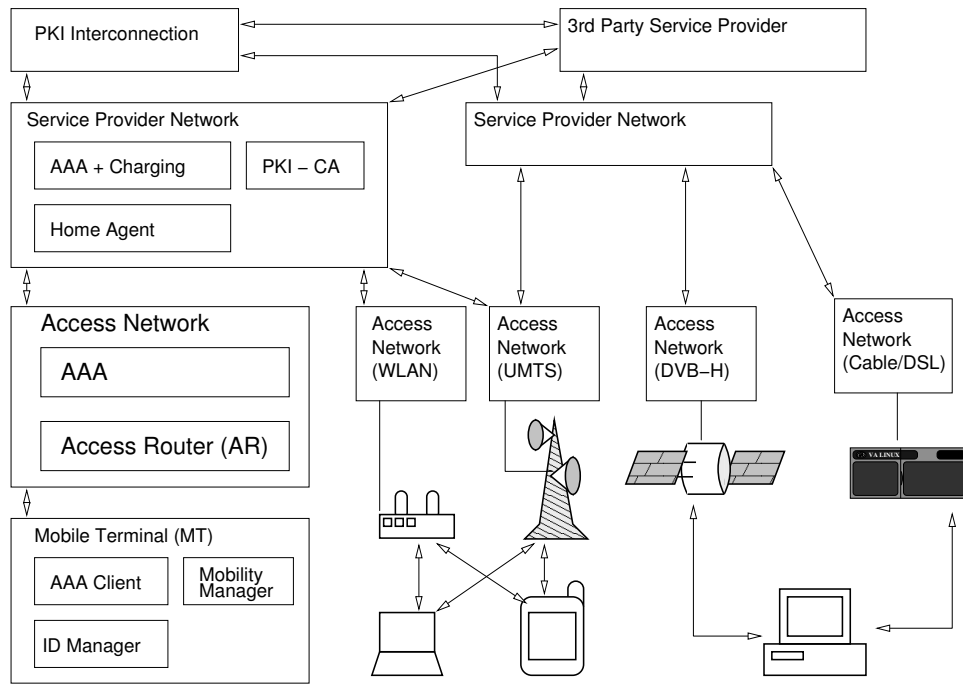 PKI Interconnection
3rd Party Service Provider
Service Provider Network
AAA + Charging
PKI – CA
Home Agent
Service Provider Network
Access Network
AAA
Access Router (AR)
Access
Network
(WLAN)
Access
Network
(UMTS)
Access
Network
(DVB–H)
Access
Network
(Cable/DSL)
VA LINUX
Mobile Terminal (MT)
AAA Client
Mobility
Manager
ID Manager